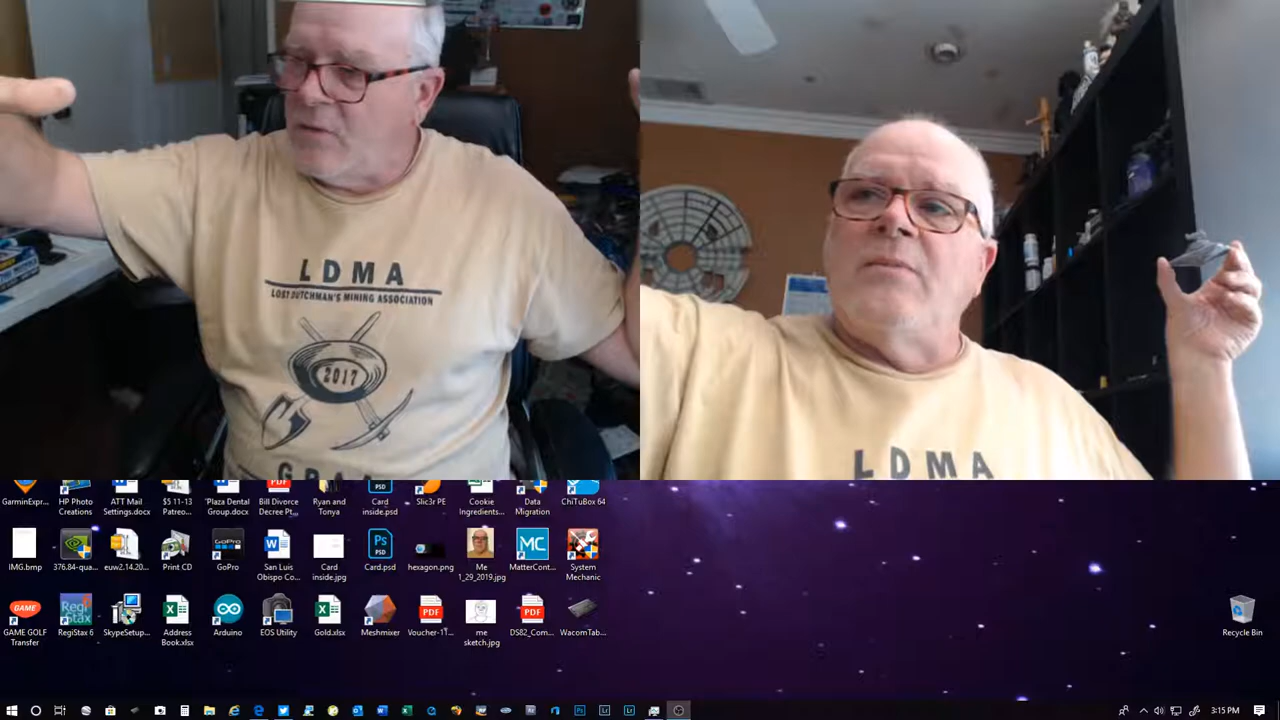 LDMA
LOST DUTCHMAN'S MINING ASSOCIATION
2017
LDMA
GarminExpr...
HP Photo Creations
ATT Mail Settings.docx
$5 11-13 Patreo...
"Plaza Dental Group.docx
Bill Divorce Decree Pt...
Ryan and Tonya
Card inside.psd
Slic3r PE
Cookie Ingredients...
Data Migration
ChiTuBox 64
IMG.bmp
376.84-qua...
euw2.14.20...
Print CD
GoPro
San Luis Obispo Co...
Card inside.jpg
Card.psd
hexagon.png
Me 1_29_2019.jpg
MatterCont...
System Mechanic
GAME GOLF Transfer
RegiStax 6
SkypeSetup...
Address Book.xlsx
Arduino
EOS Utility
Gold.xlsx
Meshmixer
Voucher-1T...
me sketch.jpg
DS82_Com...
WacomTab...
Recycle Bin
3:15 PM